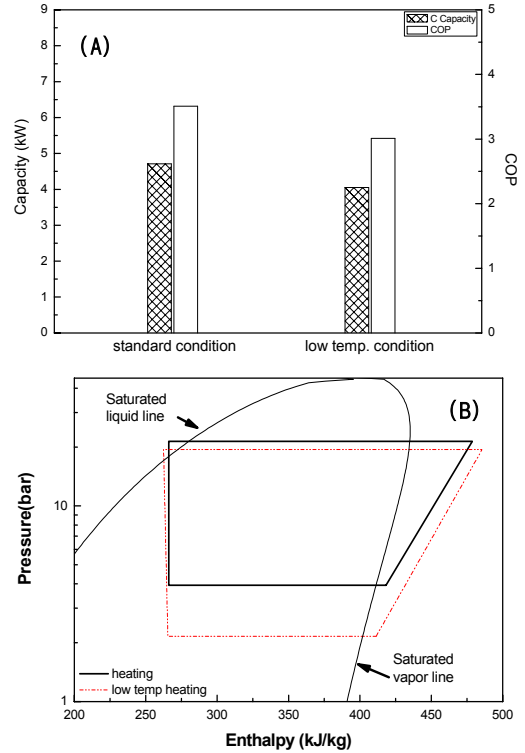 (A)
C Capacity
COP
9
8
7
6
5
4
3
2
1
0
Capacity (kW)
5
4
3
2
1
0
COP
standard condition
low temp. condition
(B)
Saturated
liquid line
10
1
Pressure(bar)
Saturated
vapor line
heating
low temp heating
200
250
300
350
400
450
500
Enthalpy (kJ/kg)